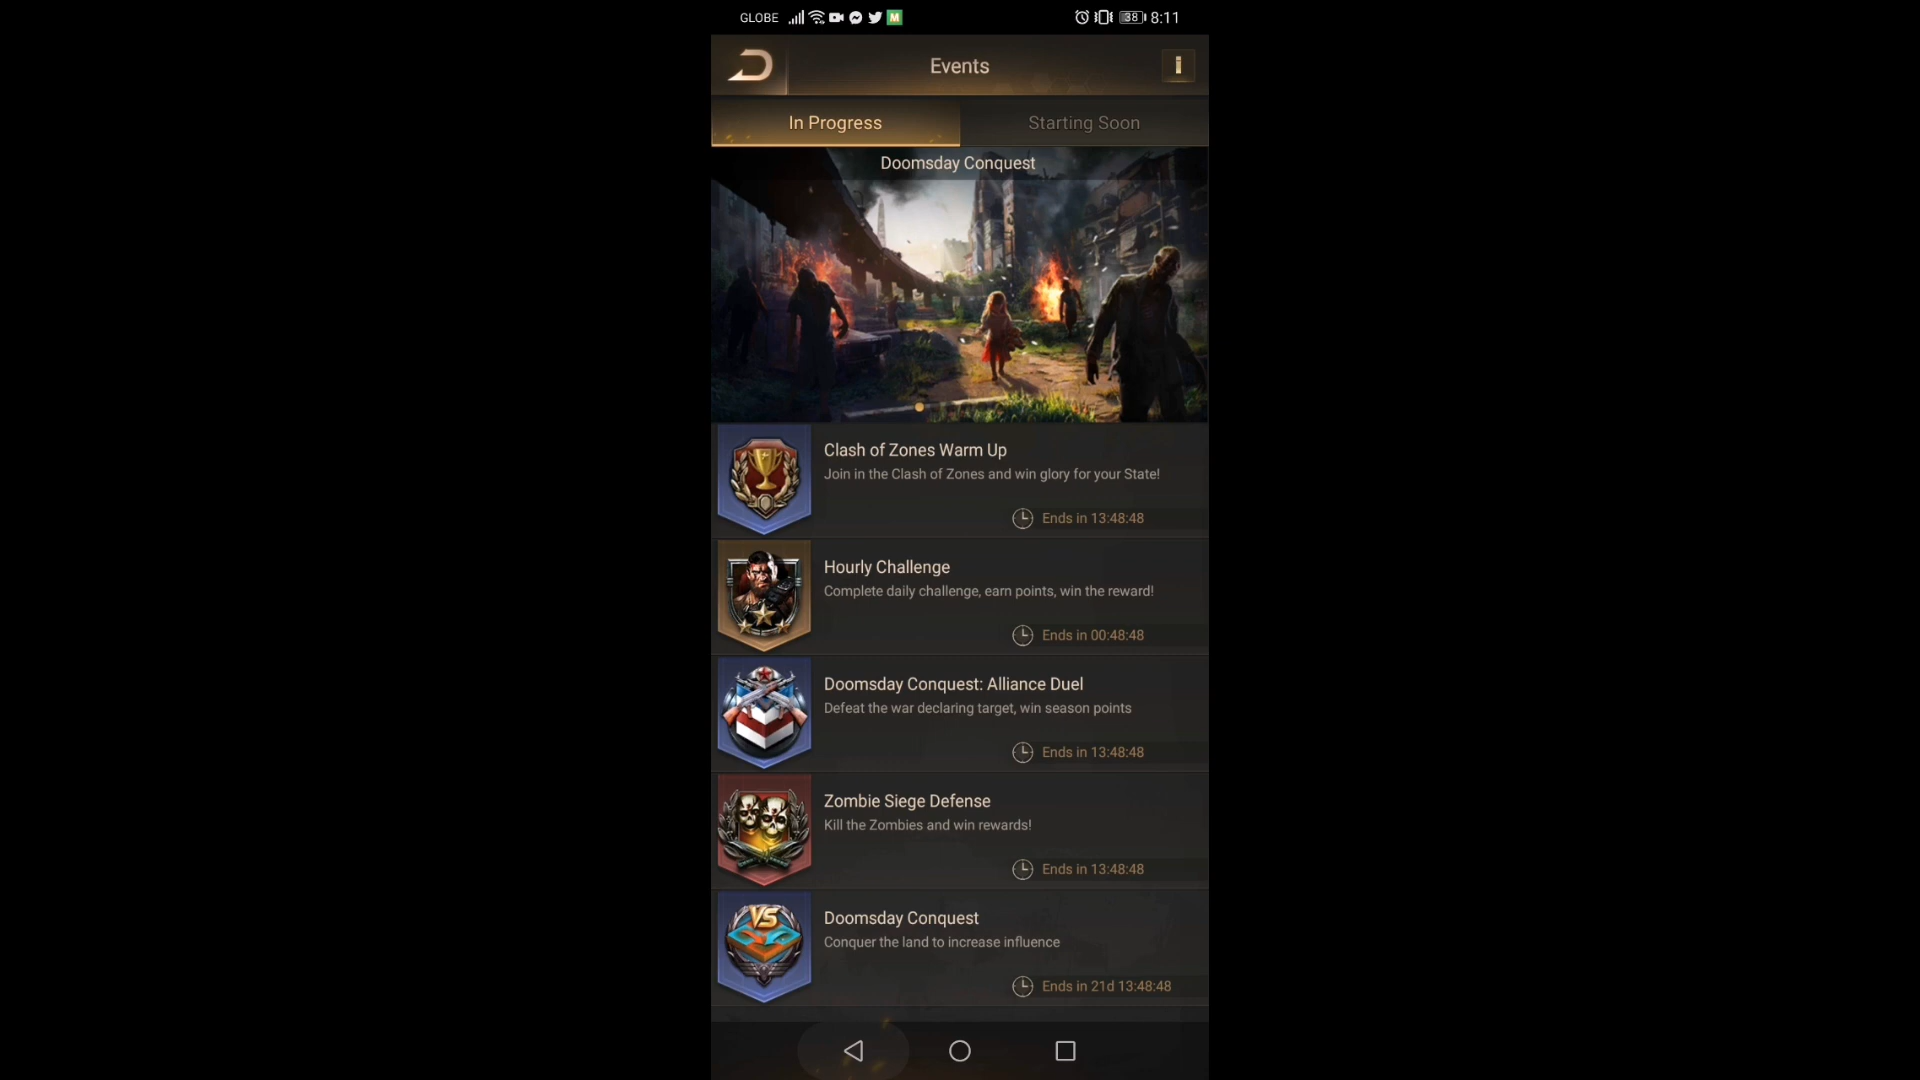 GLOBE M 38 8:11
Events
In Progress Starting Soon
Doomsday Conquest
Clash of Zones Warm Up
Join in the Clash of Zones and win glory for your State!
Ends in 13:48:48
Hourly Challenge
Complete daily challenge, earn points, win the reward!
Ends in 00:48:48
Doomsday Conquest: Alliance Duel
Defeat the war declaring target, win season points
Ends in 13:48:48
Zombie Siege Defense
Kill the Zombies and win rewards!
Ends in 13:48:48
VS
Doomsday Conquest
Conquer the land to increase influence
Ends in 21d 13:48:48